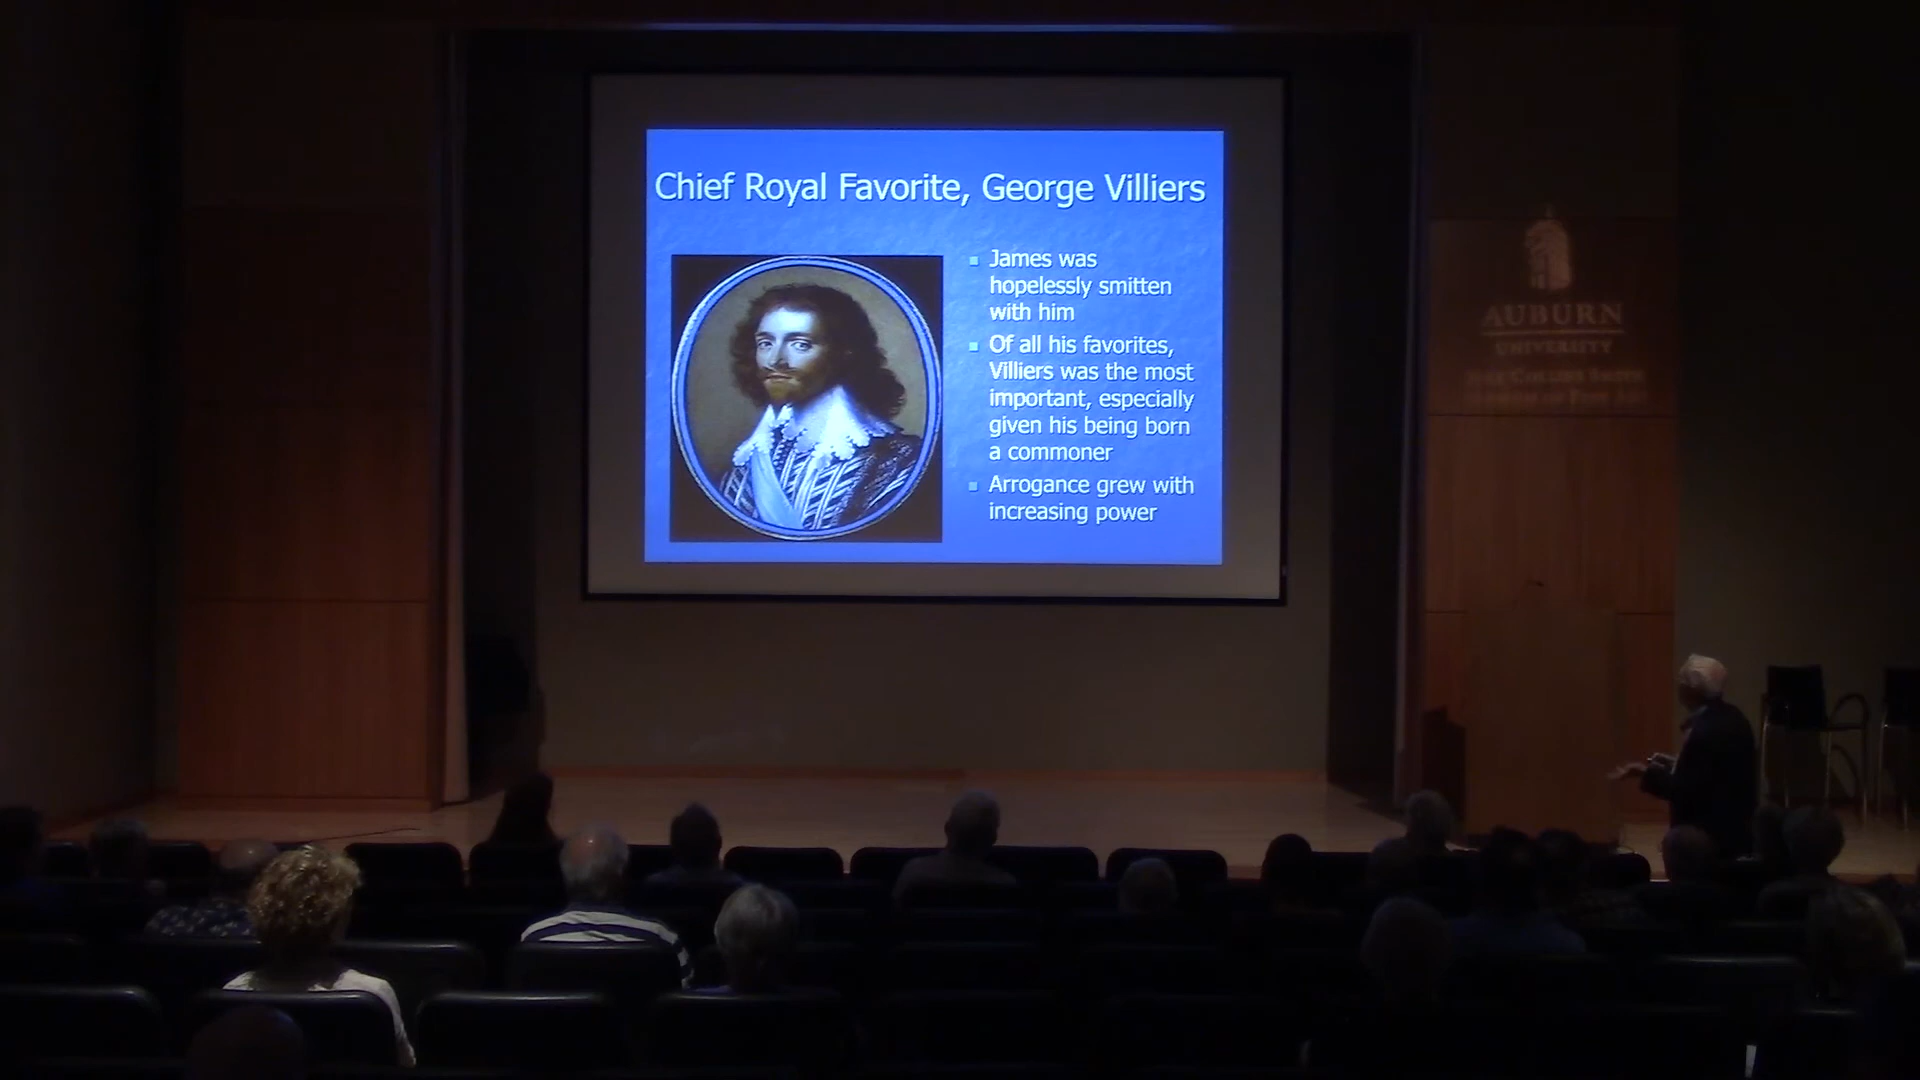 Chief Royal Favorite, George Villiers
James was
hopelessly smitten
with him
Of all his favorites,
Villiers was the most
important, especially
given his being born
a commoner
Arrogance grew with
increasing power
AUBURN
UNIVERSITY